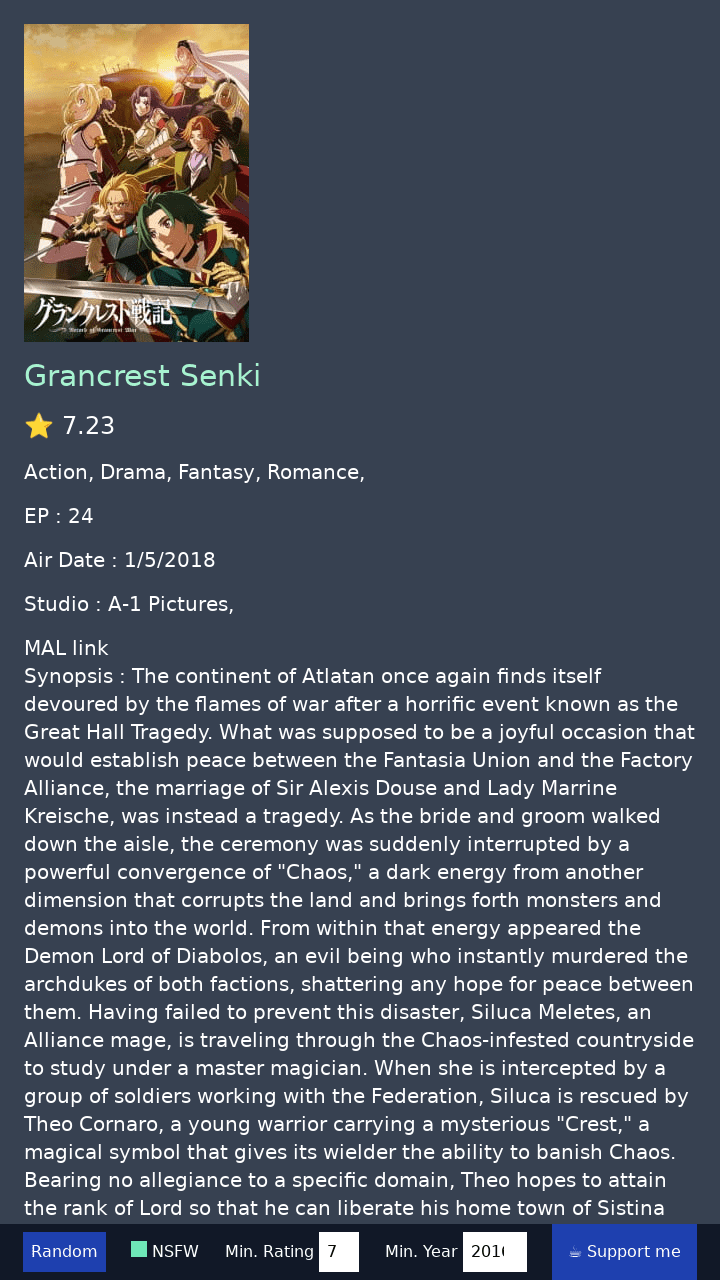 グランクレスト戦記
Record of Grancrest War
Grancrest Senki
⭐ 7.23
Action, Drama, Fantasy, Romance,
EP : 24
Air Date : 1/5/2018
Studio : A-1 Pictures,
MAL link
Synopsis : The continent of Atlatan once again finds itself
devoured by the flames of war after a horrific event known as the
Great Hall Tragedy. What was supposed to be a joyful occasion that
would establish peace between the Fantasia Union and the Factory
Alliance, the marriage of Sir Alexis Douse and Lady Marrine
Kreische, was instead a tragedy. As the bride and groom walked
down the aisle, the ceremony was suddenly interrupted by a
powerful convergence of "Chaos," a dark energy from another
dimension that corrupts the land and brings forth monsters and
demons into the world. From within that energy appeared the
Demon Lord of Diabolos, an evil being who instantly murdered the
archdukes of both factions, shattering any hope for peace between
them. Having failed to prevent this disaster, Siluca Meletes, an
Alliance mage, is traveling through the Chaos-infested countryside
to study under a master magician. When she is intercepted by a
group of soldiers working with the Federation, Siluca is rescued by
Theo Cornaro, a young warrior carrying a mysterious "Crest," a
magical symbol that gives its wielder the ability to banish Chaos.
Bearing no allegiance to a specific domain, Theo hopes to attain
the rank of Lord so that he can liberate his home town of Sistina
Random NSFW Min. Rating 7 Min. Year 2016 ☕ Support me